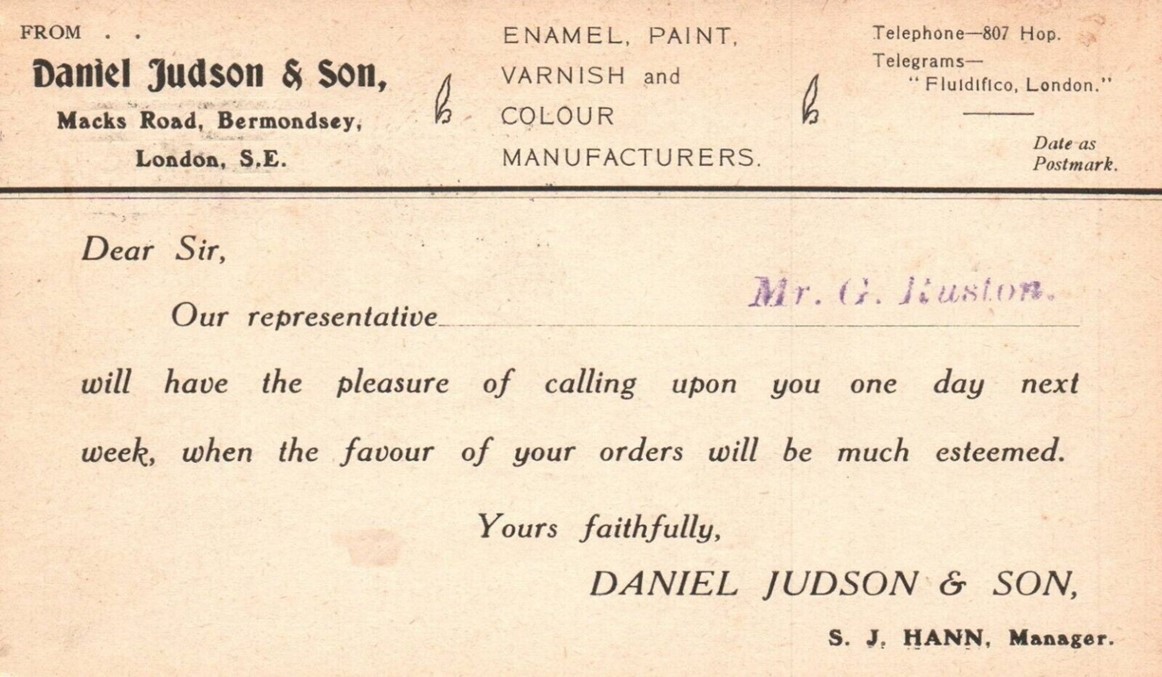 FROM . .
Daniel Judson & Son,
Macks Road, Bermondsey,
London, S.E.
ENAMEL, PAINT,
VARNISH and
COLOUR
MANUFACTURERS.
Telephone—807 Hop.
Telegrams—
"Fluidifico, London."
Date as
Postmark.
Dear Sir,
Mr. G. Ruston.
Our representative
will have the pleasure of calling upon you one day next
week, when the favour of your orders will be much esteemed.
Yours faithfully,
DANIEL JUDSON & SON,
S. J. HANN, Manager.